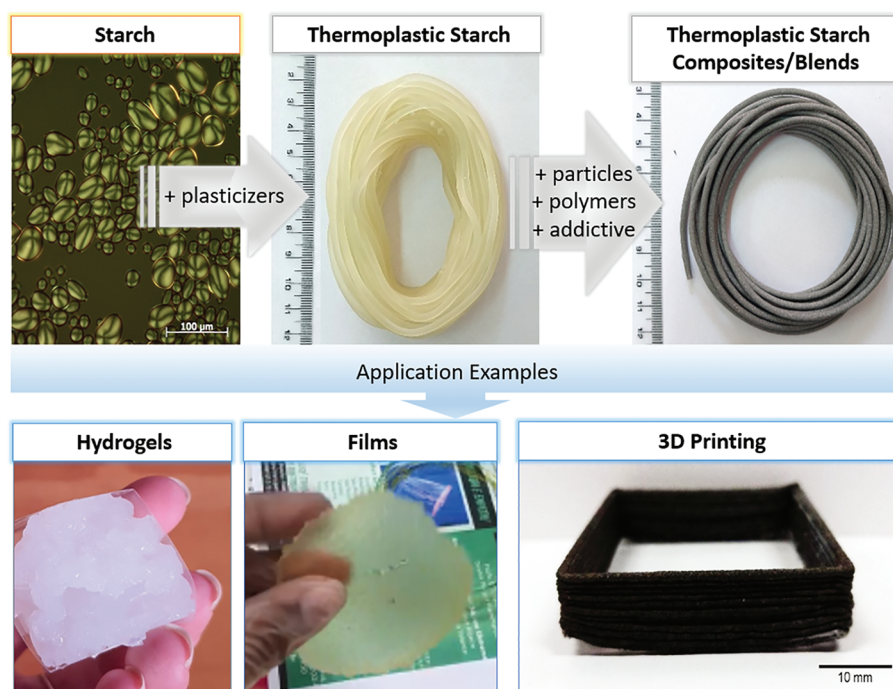 Starch
Thermoplastic Starch
Thermoplastic Starch
Composites/Blends
+ plasticizers
+ particles
+ polymers
+ addictive
100 µm
Application Examples
Hydrogels
Films
3D Printing
10 mm